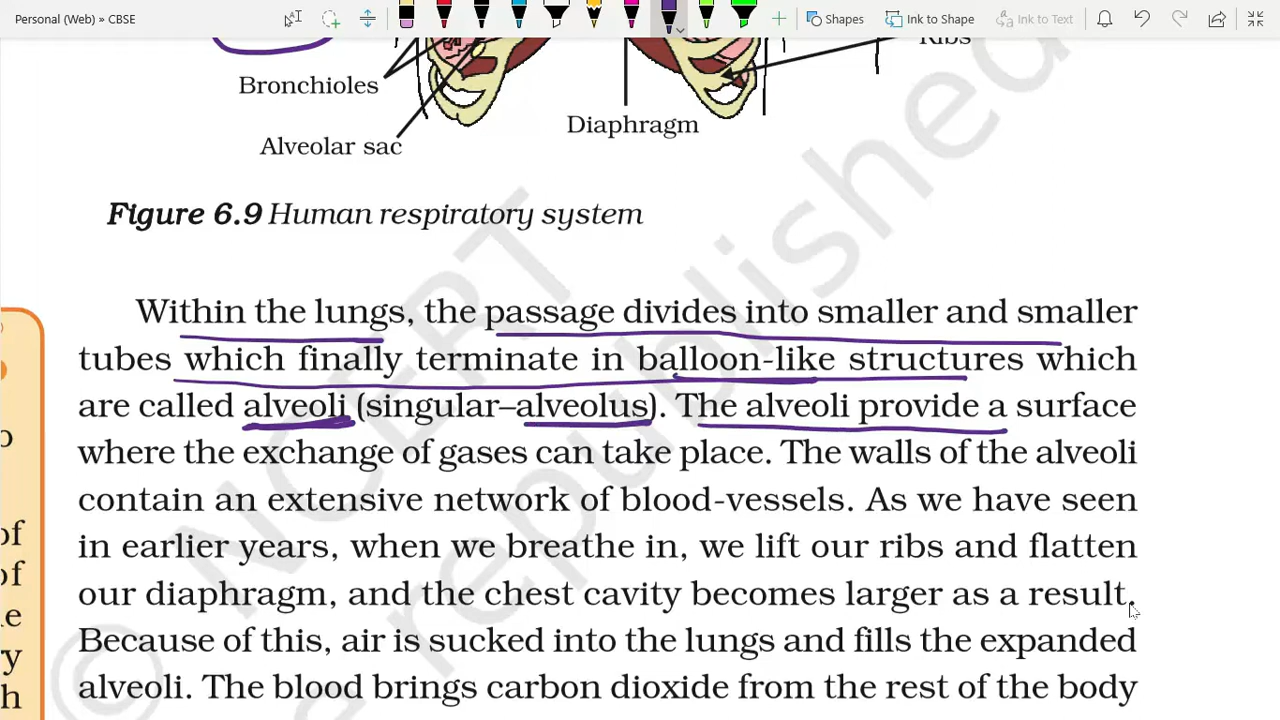 Personal (Web) » CBSE
Shapes
Ink to Shape
Ink to Text
Ribs
Bronchioles
Diaphragm
Alveolar sac
Figure 6.9 Human respiratory system
Within the lungs, the passage divides into smaller and smaller
tubes which finally terminate in balloon-like structures which
are called alveoli (singular–alveolus). The alveoli provide a surface
where the exchange of gases can take place. The walls of the alveoli
contain an extensive network of blood-vessels. As we have seen
in earlier years, when we breathe in, we lift our ribs and flatten
our diaphragm, and the chest cavity becomes larger as a result.
Because of this, air is sucked into the lungs and fills the expanded
alveoli. The blood brings carbon dioxide from the rest of the body
of
© NCERT
republished